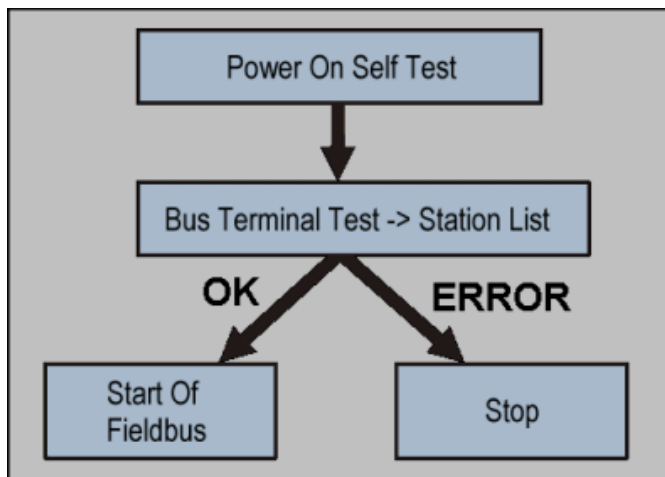 Power On Self Test
Bus Terminal Test -> Station List
OK
ERROR
Start Of
Fieldbus
Stop